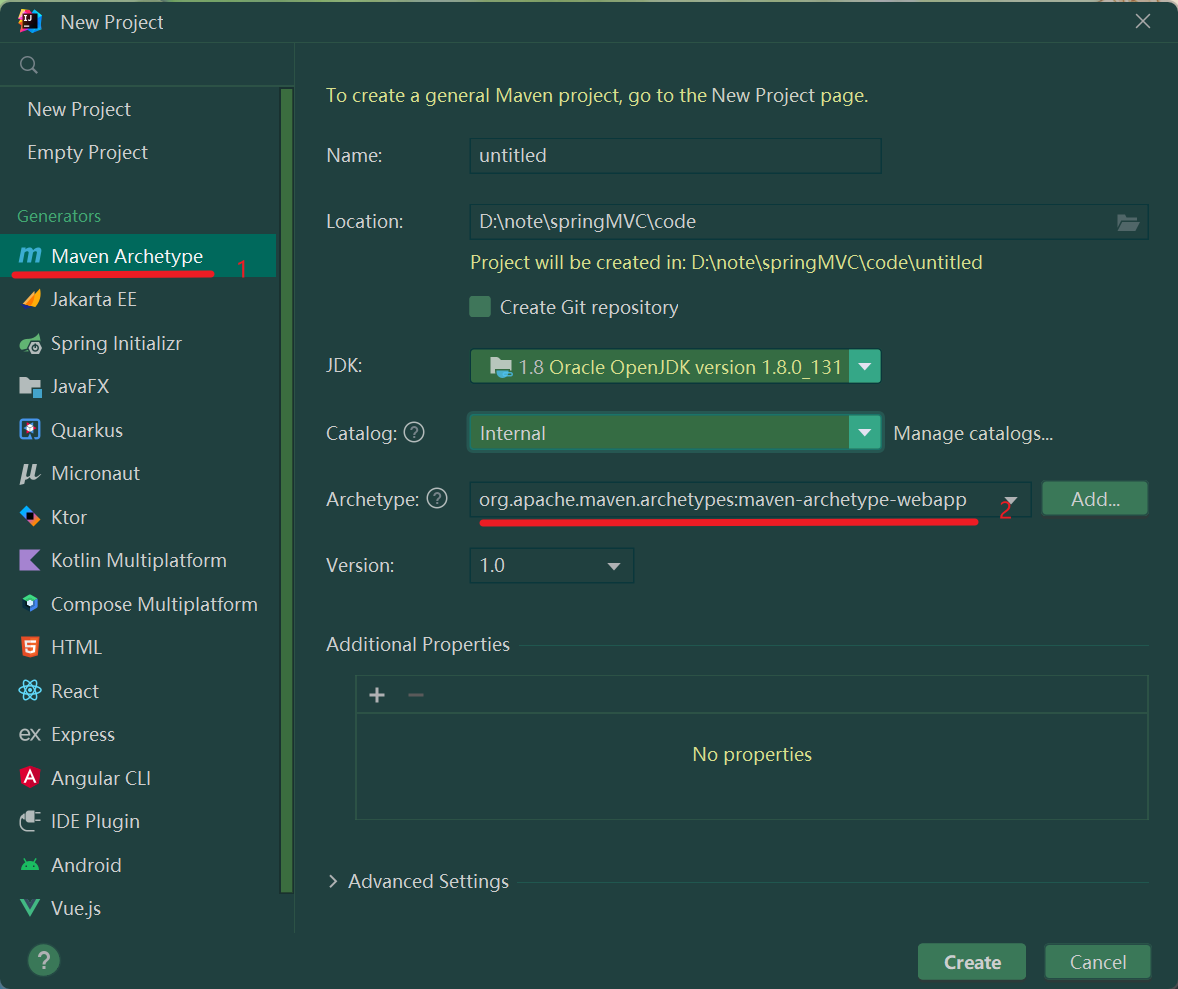 New Project
New Project
Empty Project
Generators
Maven Archetype 1
Jakarta EE
Spring Initializr
JavaFX
Quarkus
Micronaut
Ktor
Kotlin Multiplatform
Compose Multiplatform
HTML
React
ex Express
Angular CLI
IDE Plugin
Android
Vue.js
?
To create a general Maven project, go to the New Project page.
Name: untitled
Location: D:\note\springMVC\code
Project will be created in: D:\note\springMVC\code\untitled
Create Git repository
JDK: 1.8 Oracle OpenJDK version 1.8.0_131
Catalog: ? Internal Manage catalogs...
Archetype: ? org.apache.maven.archetypes:maven-archetype-webapp 2 Add...
Version: 1.0
Additional Properties
No properties
Advanced Settings
Create Cancel